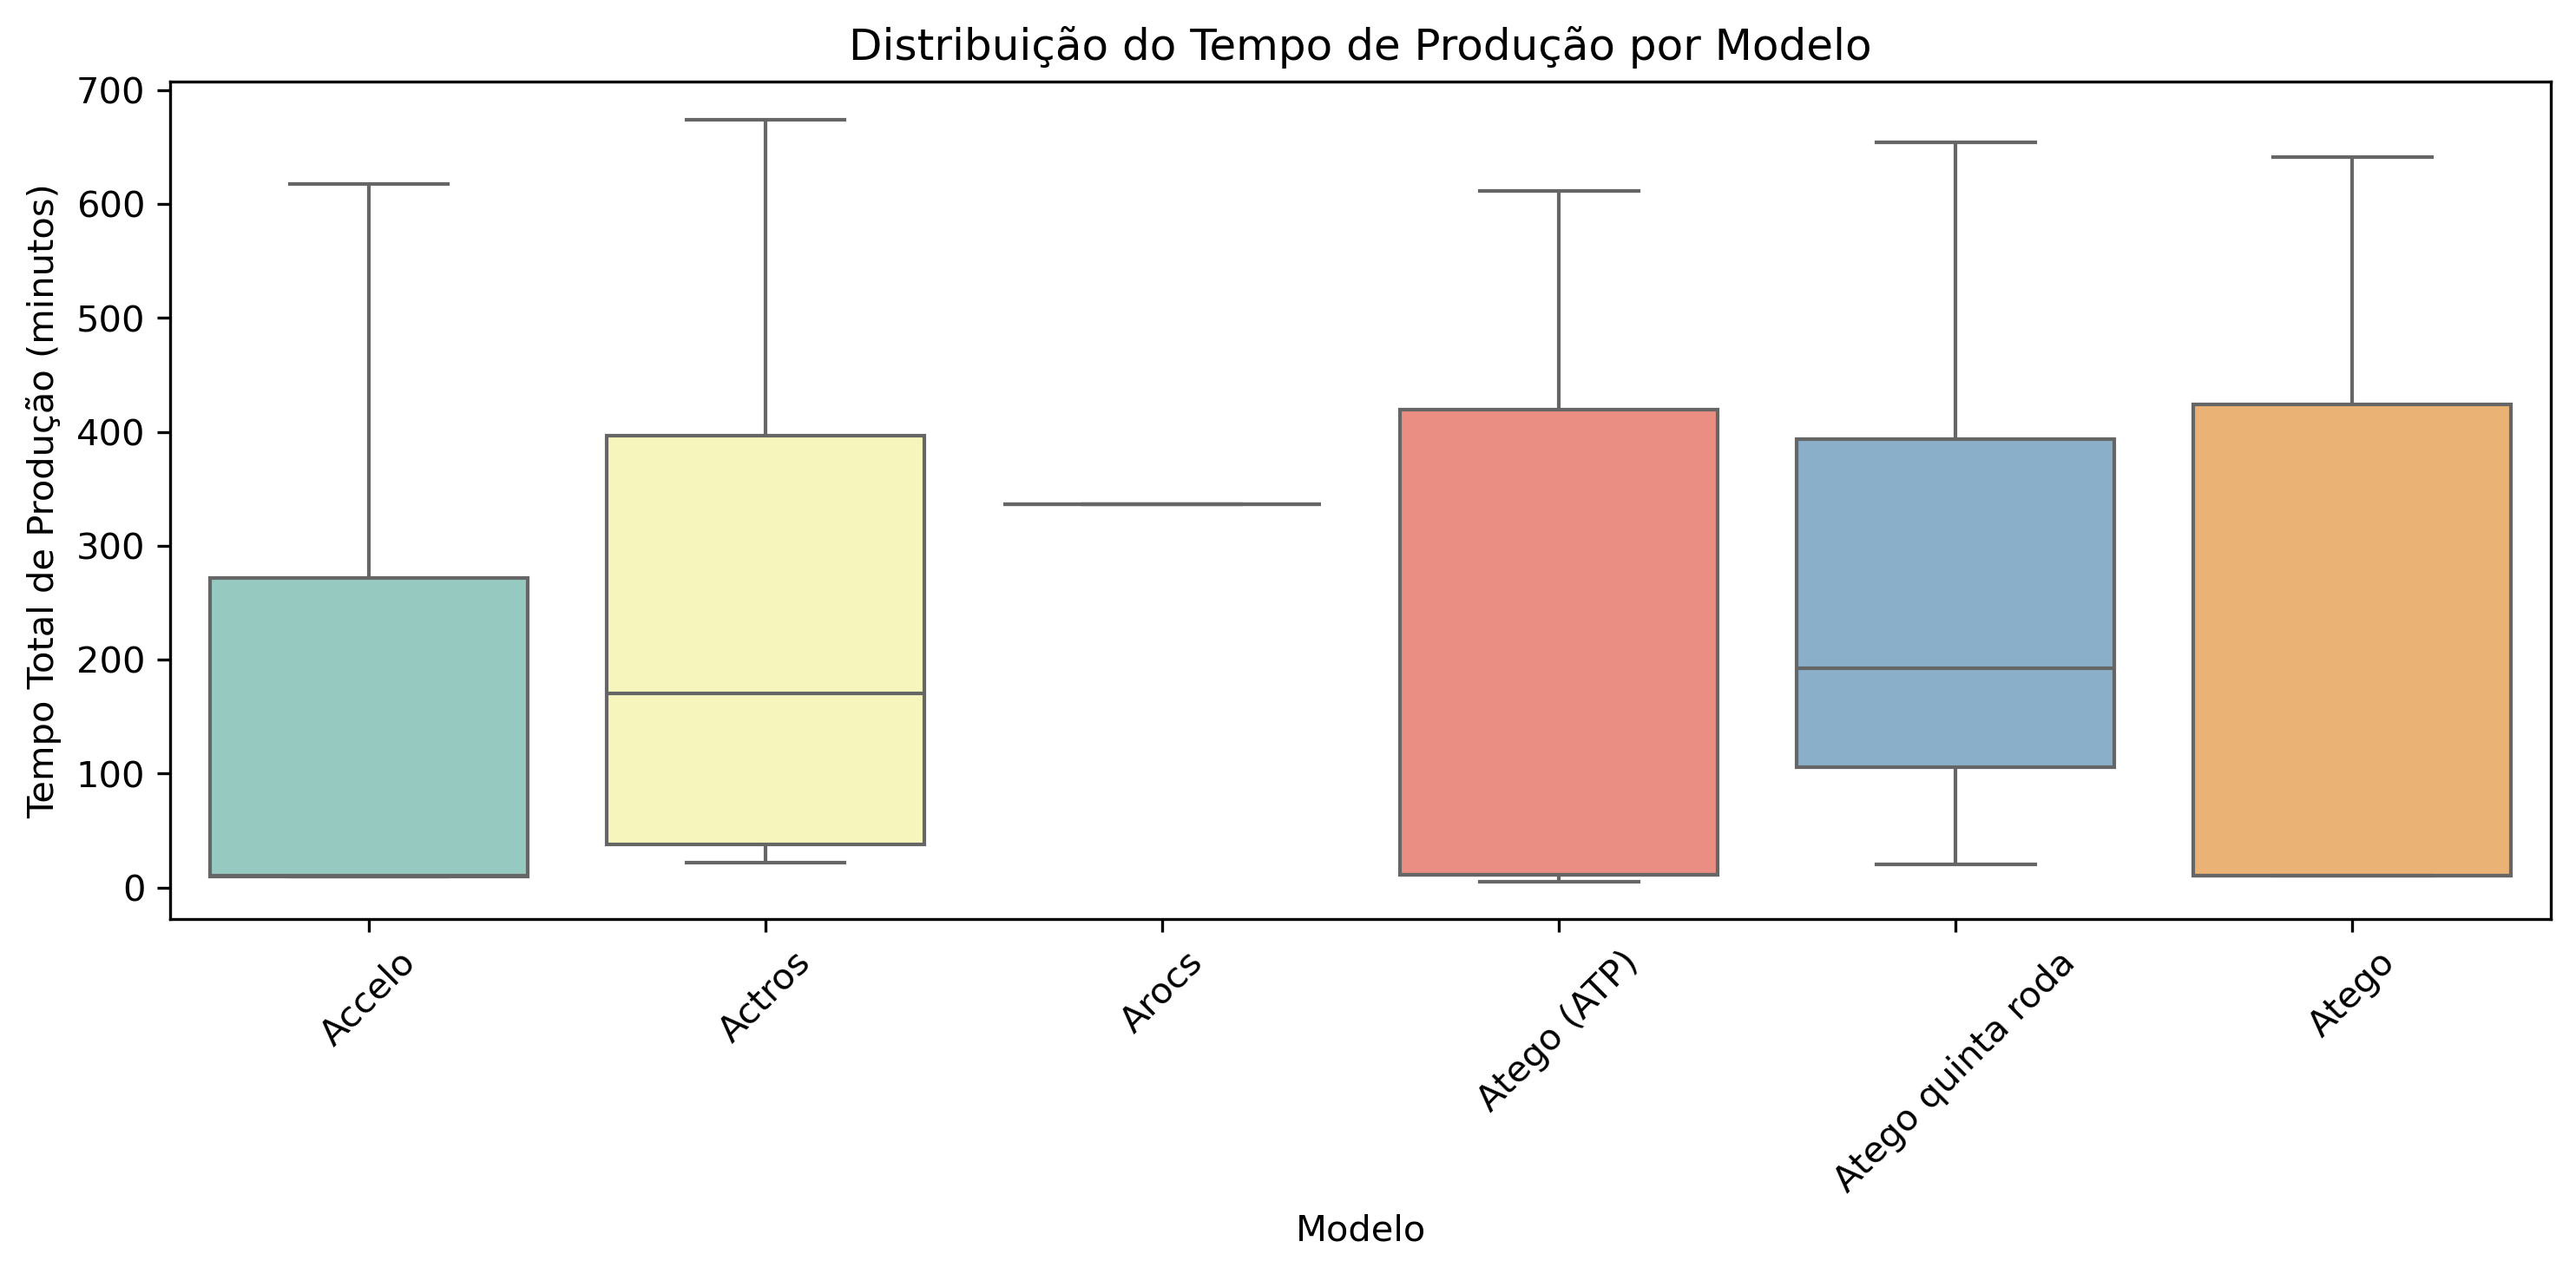 Distribuição do Tempo de Produção por Modelo
Tempo Total de Produção (minutos)
700
600
500
400
300
200
100
0
Accelo
Actros
Arocs
Atego (ATP)
Atego quinta roda
Atego
Modelo